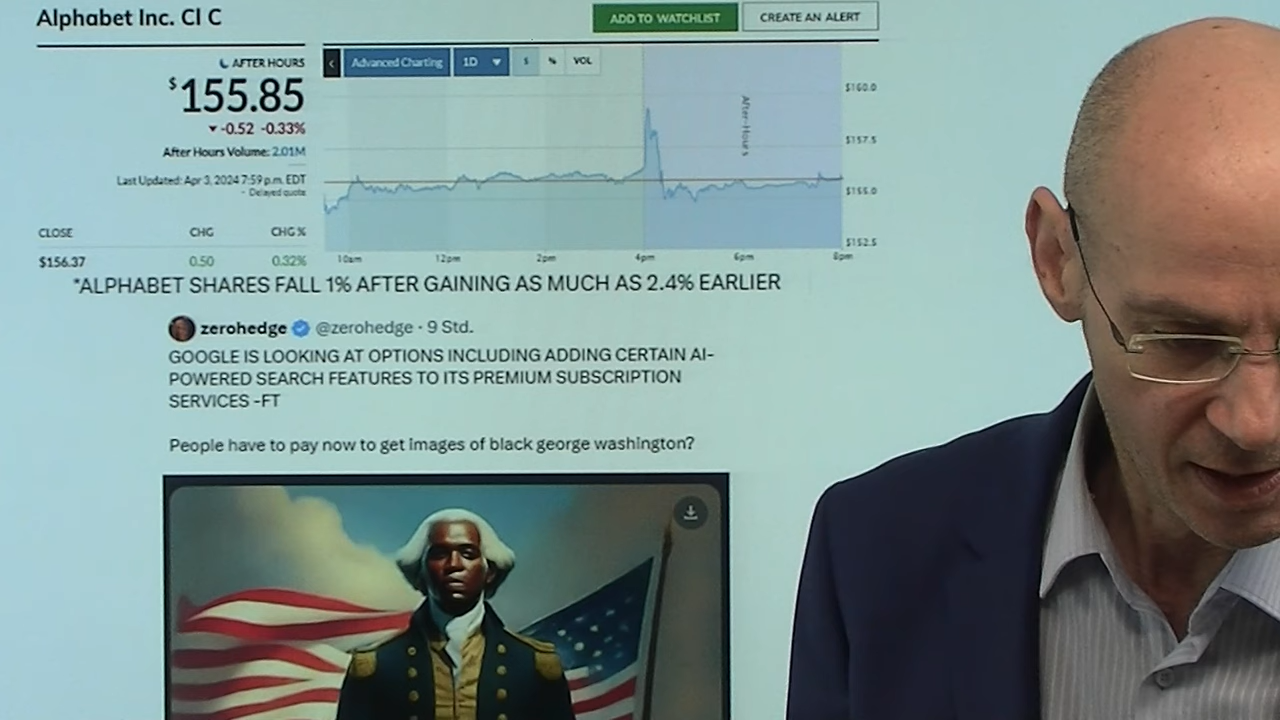 Alphabet Inc. Cl C
ADD TO WATCHLIST
CREATE AN ALERT
AFTER HOURS
$155.85
-0.52 -0.33%
After Hours Volume: 2.01M
Last Updated: Apr 3, 2024 7:59 p.m. EDT
Delayed quote
CLOSE CHG CHG %
$156.37 0.50 0.32%
Advanced Charting 1D $ % VOL
After-Hours
$160.0
$157.5
$155.0
$152.5
10am 12pm 2pm 4pm 6pm 8pm
*ALPHABET SHARES FALL 1% AFTER GAINING AS MUCH AS 2.4% EARLIER
zerohedge @zerohedge · 9 Std.
GOOGLE IS LOOKING AT OPTIONS INCLUDING ADDING CERTAIN AI-
POWERED SEARCH FEATURES TO ITS PREMIUM SUBSCRIPTION
SERVICES -FT
People have to pay now to get images of black george washington?